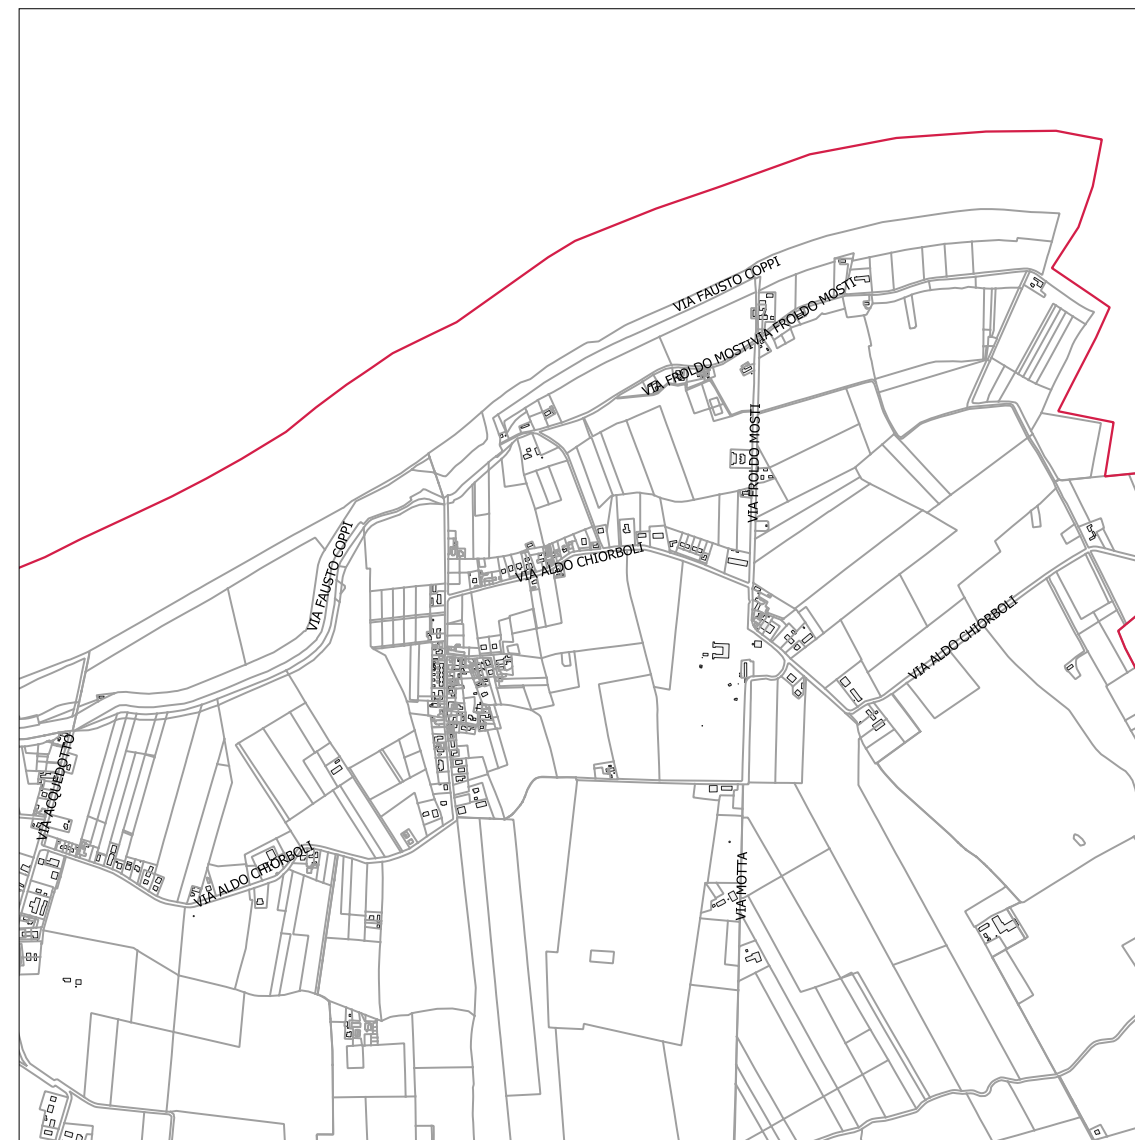 VIA FAUSTO COPPI
VIA FROLDO MOSTI
VIA FROLDO MOSTI
VIA FROLDO MOSTI
VIA FAUSTO COPPI
VIA ALDO CHIORBOLI
VIA ALDO CHIORBOLI
VIA ACQUEDOTTO
VIA ALDO CHIORBOLI
VIA MOTTA